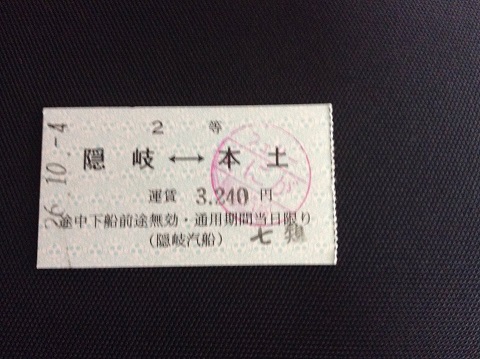 26.10.-4
2 等
隠 岐 ↔ 本 土
運賃 3.240 円
途中下船前途無効・通用期間当日限り
(隠岐汽船)
七